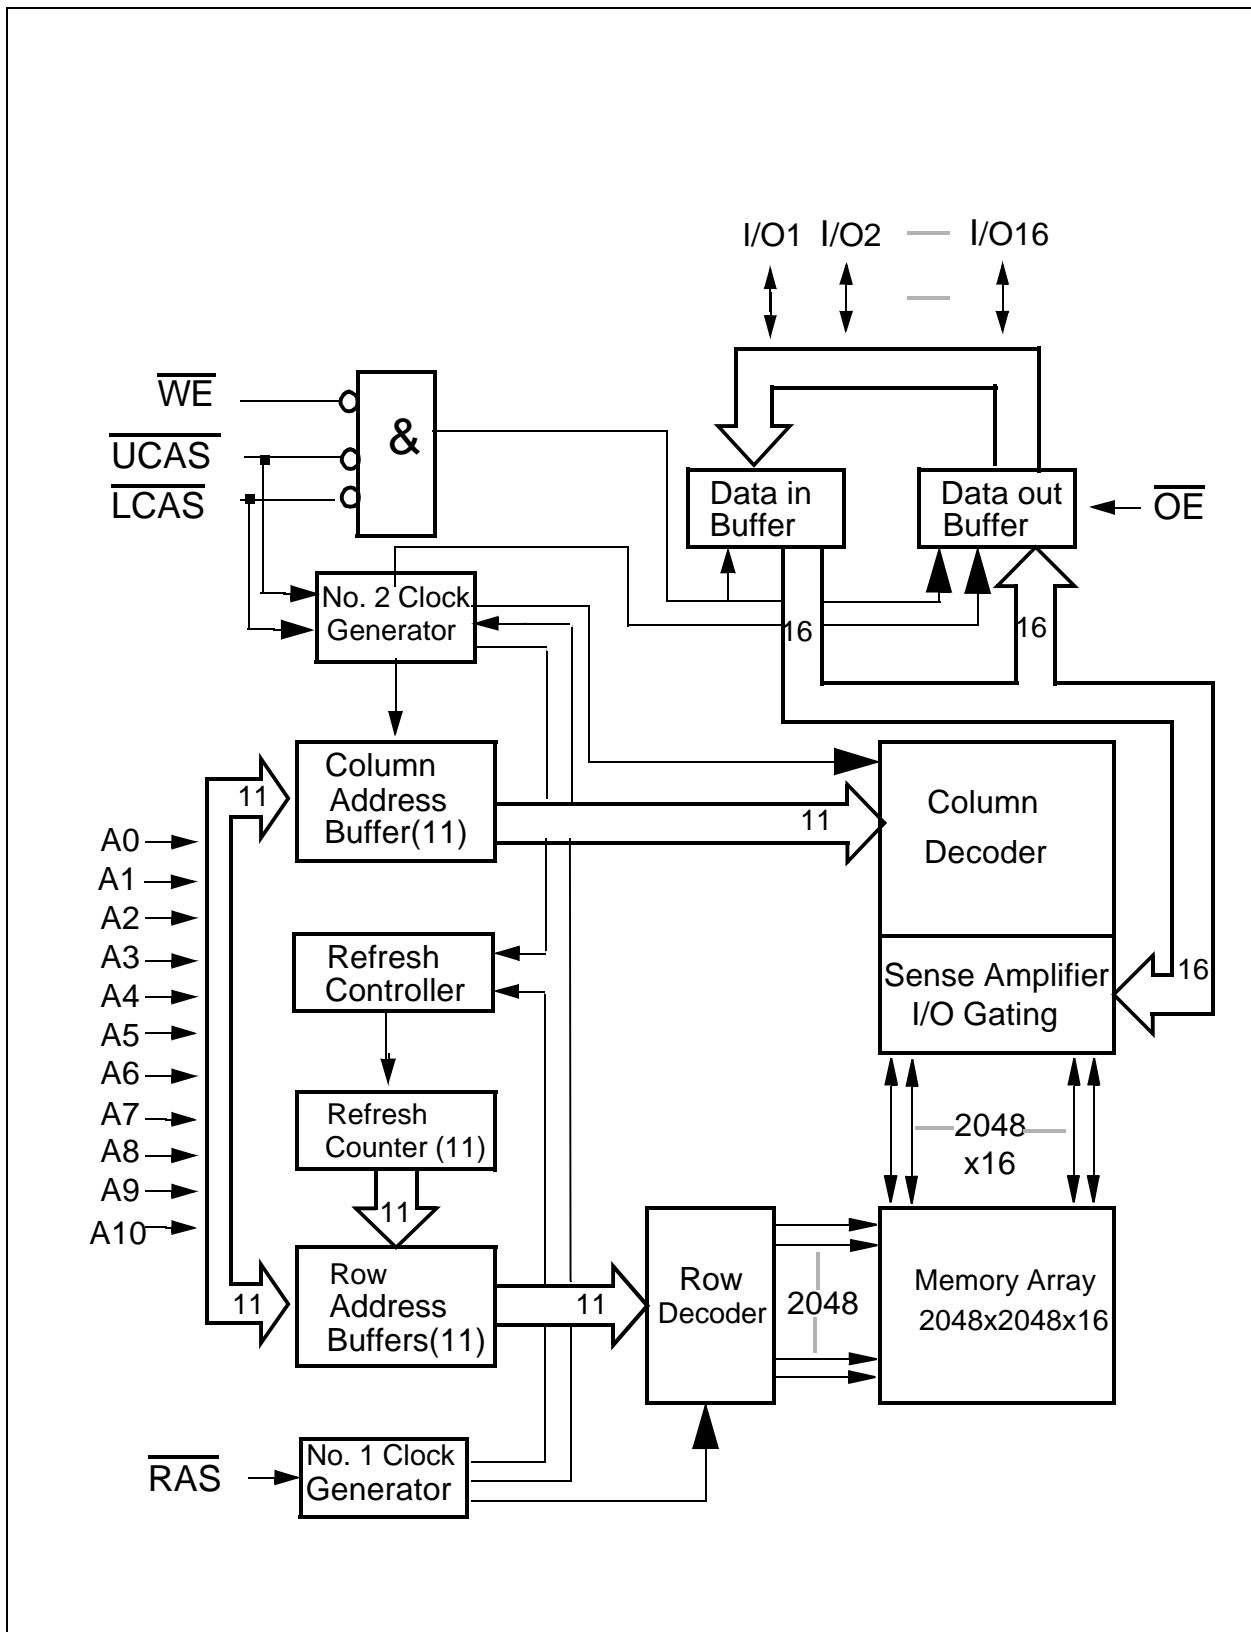 I/O1 I/O2 I/O16
WE
UCAS
LCAS
&
Data in
Buffer
Data out
Buffer
OE
No. 2 Clock
Generator
16
16
Column
Address
Buffer(11)
11
11
Column
Decoder
A0
A1
A2
A3
A4
A5
A6
A7
A8
A9
A10
Refresh
Controller
Sense Amplifier
I/O Gating
16
Refresh
Counter (11)
2048
x16
11
Row
Address
Buffers(11)
11
11
Row
Decoder
2048
Memory Array
2048x2048x16
RAS
No. 1 Clock
Generator